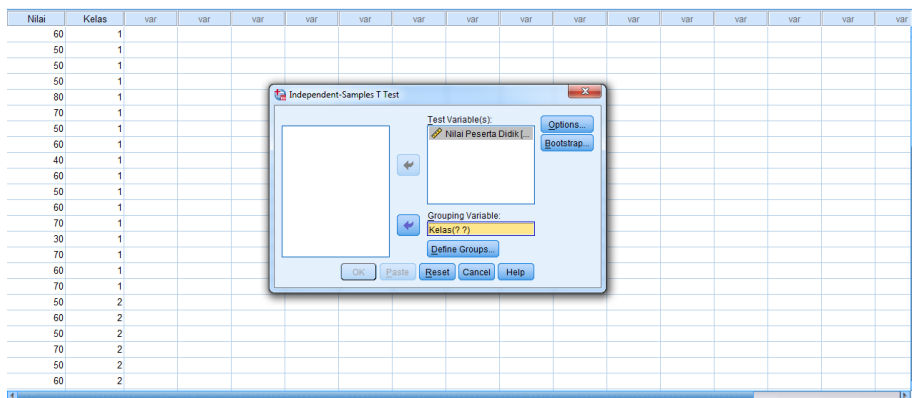 Nilai Kelas var var var var var var var var var var var var var
60 1
50 1
50 1
50 1
80 1
70 1
50 1
60 1
40 1
60 1
50 1
60 1
70 1
30 1
70 1
60 1
70 1
50 2
60 2
50 2
70 2
50 2
60 2
Independent-Samples T Test
Test Variable(s):
Nilai Peserta Didik [...
Options...
Bootstrap...
Grouping Variable:
Kelas(? ?)
Define Groups...
OK Paste Reset Cancel Help